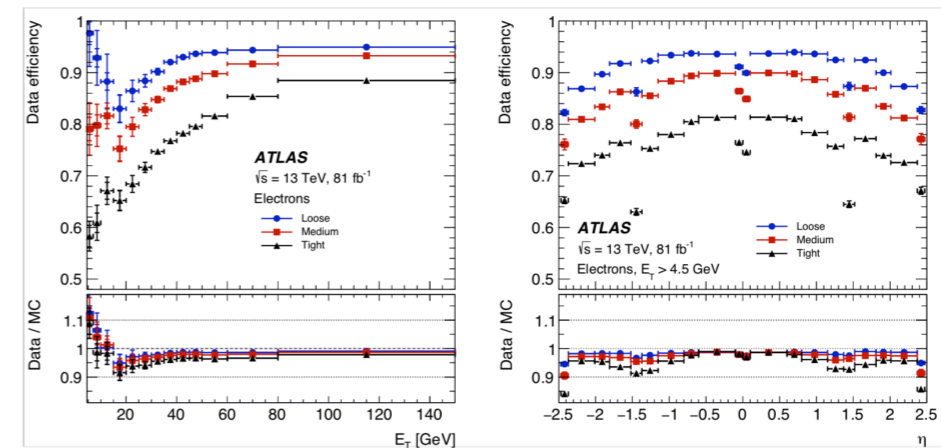 Data efficiency
1
0.9
0.8
0.7
0.6
0.5
ATLAS
√s = 13 TeV, 81 fb⁻¹
Electrons
Loose
Medium
Tight
Data / MC
1.1
1
0.9
20 40 60 80 100 120 140
E_T [GeV]
Data efficiency
1
0.9
0.8
0.7
0.6
0.5
ATLAS
√s = 13 TeV, 81 fb⁻¹
Electrons, E_T > 4.5 GeV
Loose
Medium
Tight
Data / MC
1.1
1
0.9
−2.5 −2 −1.5 −1 −0.5 0 0.5 1 1.5 2 2.5
η